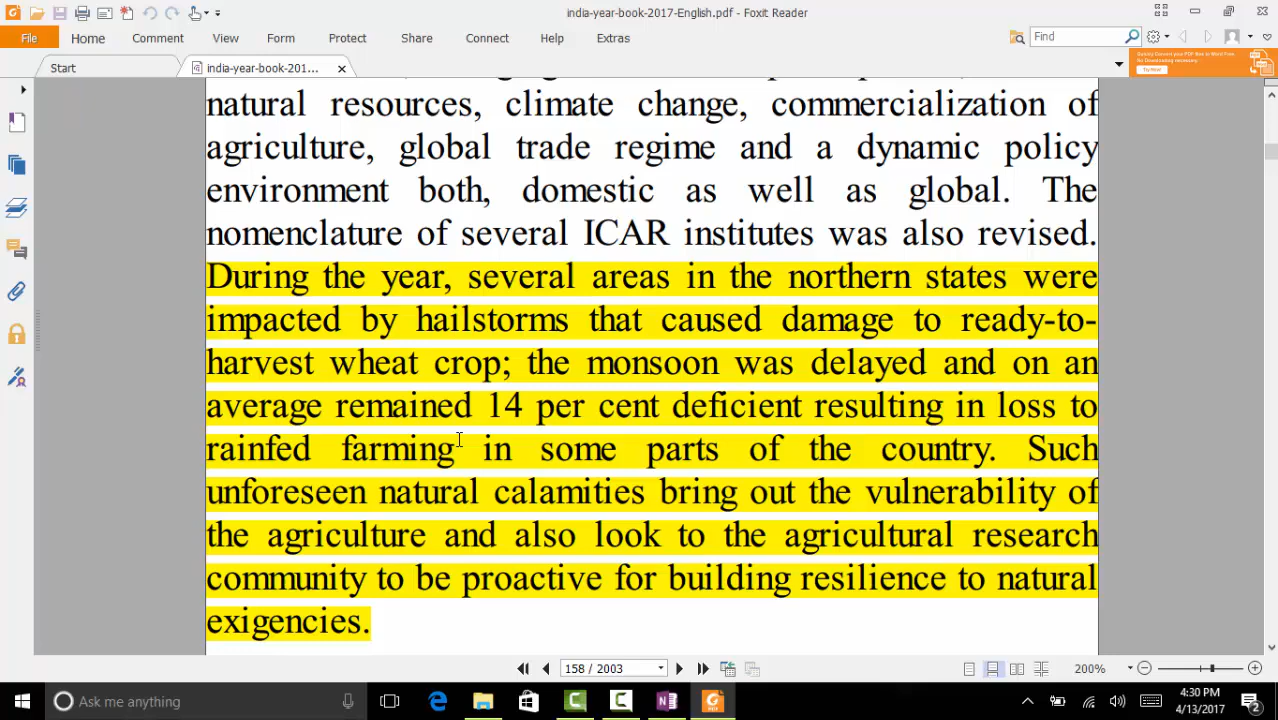 india-year-book-2017-English.pdf - Foxit Reader
File Home Comment View Form Protect Share Connect Help Extras Find
Start india-year-book-201...
natural resources, climate change, commercialization of
agriculture, global trade regime and a dynamic policy
environment both, domestic as well as global. The
nomenclature of several ICAR institutes was also revised.
During the year, several areas in the northern states were
impacted by hailstorms that caused damage to ready-to-
harvest wheat crop; the monsoon was delayed and on an
average remained 14 per cent deficient resulting in loss to
rainfed farming in some parts of the country. Such
unforeseen natural calamities bring out the vulnerability of
the agriculture and also look to the agricultural research
community to be proactive for building resilience to natural
exigencies.
158 / 2003 200%
Ask me anything
4:30 PM
4/13/2017
2